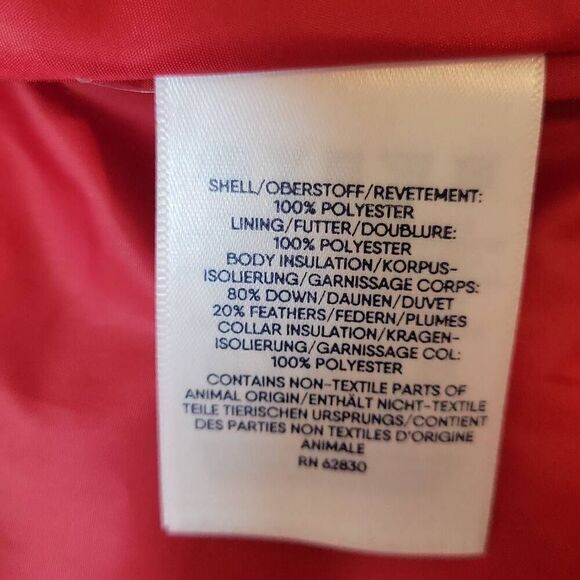 SHELL/OBERSTOFF/REVETEMENT:
100% POLYESTER
LINING/FUTTER/DOUBLURE:
100% POLYESTER
BODY INSULATION/KORPUS-
ISOLIERUNG/GARNISSAGE CORPS:
80% DOWN/DAUNEN/DUVET
20% FEATHERS/FEDERN/PLUMES
COLLAR INSULATION/KRAGEN-
ISOLIERUNG/GARNISSAGE COL:
100% POLYESTER
CONTAINS NON-TEXTILE PARTS OF
ANIMAL ORIGIN/ENTHÄLT NICHT-TEXTILE
TEILE TIERISCHEN URSPRUNGS/CONTIENT
DES PARTIES NON TEXTILES D'ORIGINE
ANIMALE
RN 62830